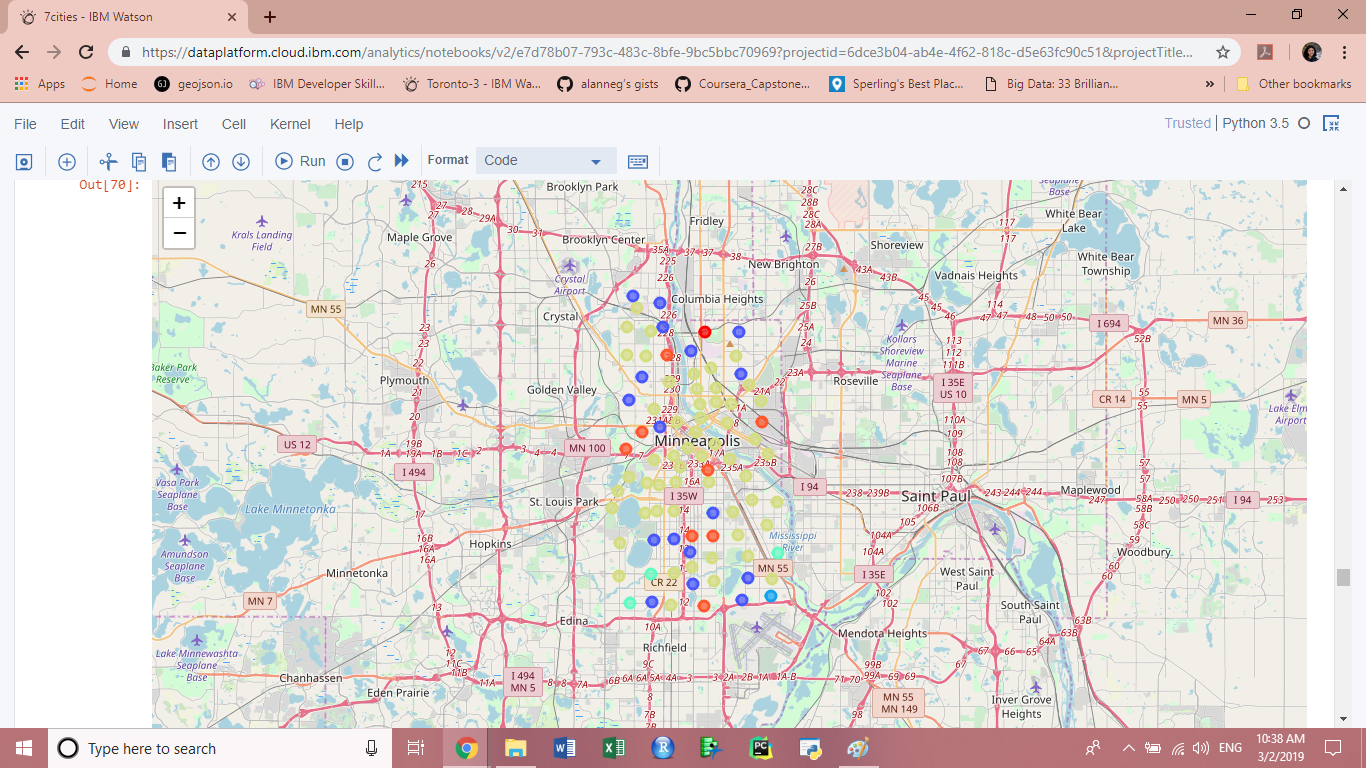 7cities - IBM Watson
https://dataplatform.cloud.ibm.com/analytics/notebooks/v2/e7d78b07-793c-483c-8bfe-9bc5bbc70969?projectid=6dce3b04-ab4e-4f62-818c-d5e63fc90c51&projectTitle...
Apps Home geojson.io IBM Developer Skill... Toronto-3 - IBM Wa... alanneg's gists Coursera_Capstone... Sperling's Best Plac... Big Data: 33 Brillian... » Other bookmarks
File Edit View Insert Cell Kernel Help Trusted Python 3.5
Run Format Code
Out[70]:
+
−
Brooklyn Park
Seaplane
Base
Krals Landing
Field
Maple Grove
Brooklyn Center
Fridley
New Brighton
Shoreview
White Bear
Lake
White Bear
Township
Vadnais Heights
Crystal
Airport
Crystal
Columbia Heights
MN 55
I 694
MN 36
Kollars
Shoreview
Marine
Seaplane
Base
Baker Park
Reserve
Plymouth
Golden Valley
Roseville
I 35E
US 10
CR 14
MN 5
Lake Elm
Airport
US 12
MN 100
Minneapolis
I 494
Vasa Park
Seaplane
Base
Lake Minnetonka
St. Louis Park
I 35W
I 94
Saint Paul
Maplewood
I 94
Amundson
Seaplane
Base
Hopkins
Mississippi
River
Woodbury
Minnetonka
CR 22
MN 55
I 35E
West Saint
Paul
MN 7
South Saint
Paul
Edina
Richfield
Mendota Heights
Lake Minnewashta
Seaplane
Base
Chanhassen
Eden Prairie
I 494
MN 5
MN 55
MN 149
Inver Grove
Heights
Type here to search
ENG
10:38 AM
3/2/2019